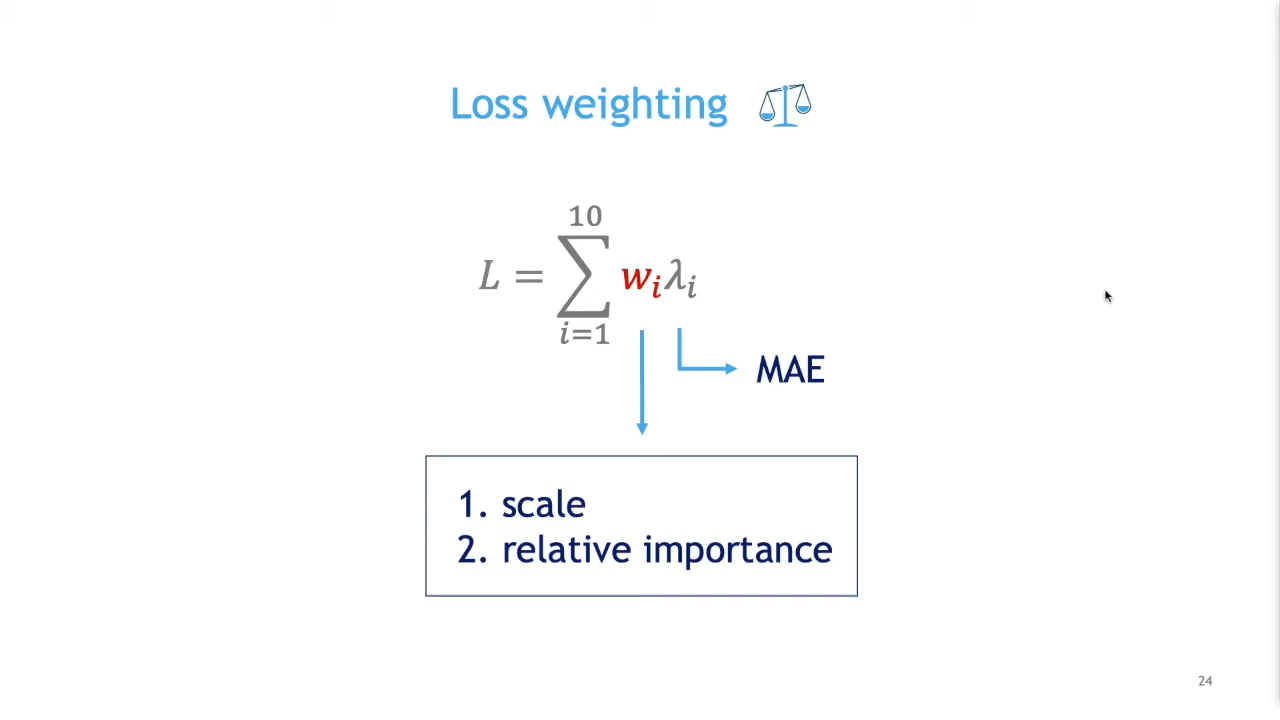 Loss weighting
10
L = ∑ wᵢλᵢ
i=1
MAE
1. scale
2. relative importance
24